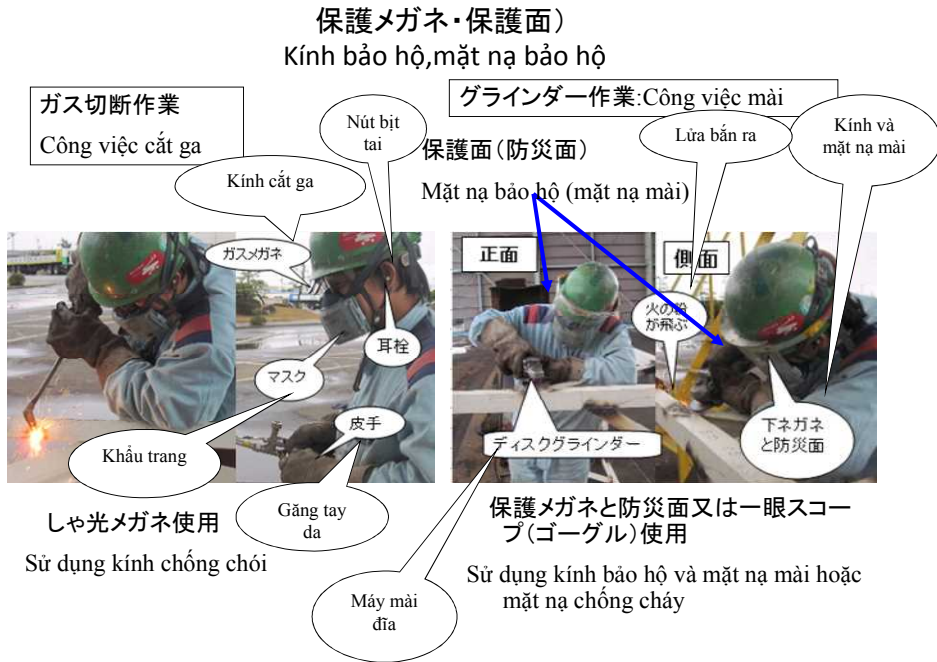 保護メガネ・保護面）
Kính bảo hộ,mặt nạ bảo hộ
ガス切断作業
Công việc cắt ga
グラインダー作業:Công việc mài
Nút bịt
tai
保護面（防災面）
Lửa bắn ra
Kính và
mặt nạ mài
Kính cắt ga
Mặt nạ bảo hộ (mặt nạ mài)
ガスメガネ
正面
側面
火の粉
が飛ぶ
耳栓
マスク
皮手
ディスクグラインダー
下ネガネ
と防災面
Khẩu trang
Găng tay
da
しゃ光メガネ使用
Sử dụng kính chống chói
保護メガネと防災面又は一眼スコー
プ（ゴーグル）使用
Sử dụng kính bảo hộ và mặt nạ mài hoặc
mặt nạ chống cháy
Máy mài
đĩa